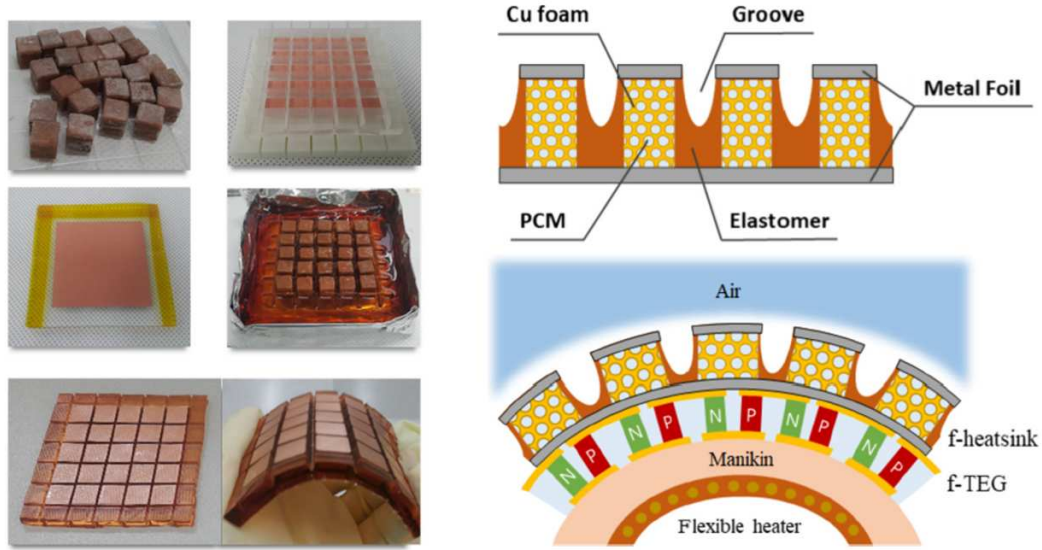 Cu foam
Groove
Metal Foil
PCM
Elastomer
Air
N P N P N P N P N P
f-heatsink
f-TEG
Manikin
Flexible heater